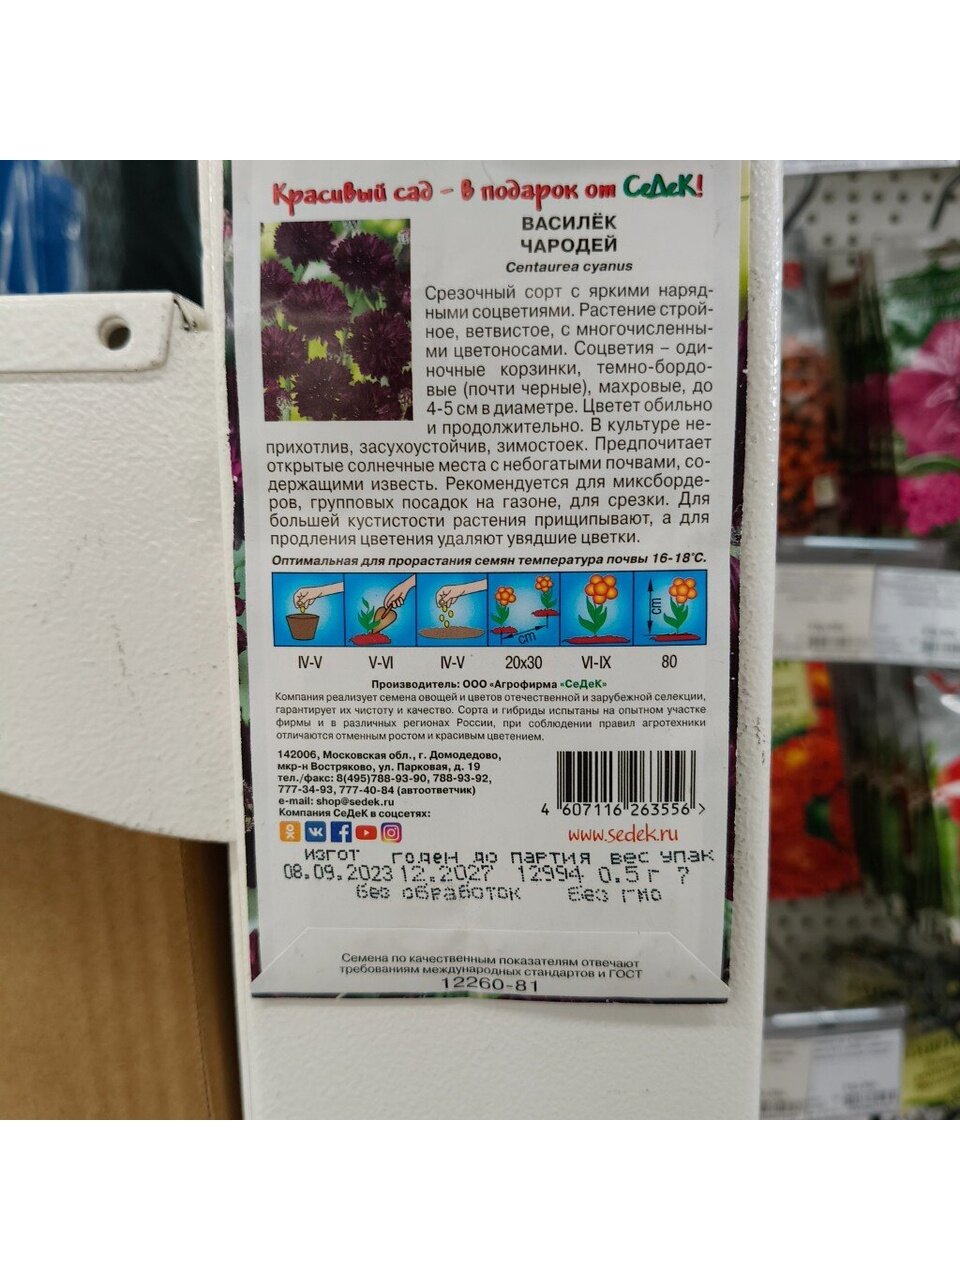 Красивый сад – в подарок от СеДеК!
ВАСИЛЁК
ЧАРОДЕЙ
Centaurea cyanus
Срезочный сорт с яркими наряд-
ными соцветиями. Растение строй-
ное, ветвистое, с многочисленны-
ми цветоносами. Соцветия – оди-
ночные корзинки, темно-бордо-
вые (почти черные), махровые, до
4-5 см в диаметре. Цветет обильно
и продолжительно. В культуре не-
прихотлив, засухоустойчив, зимостоек. Предпочитает
открытые солнечные места с небогатыми почвами, со-
держащими известь. Рекомендуется для миксборде-
ров, групповых посадок на газоне, для срезки. Для
большей кустистости растения прищипывают, а для
продления цветения удаляют увядшие цветки.
Оптимальная для прорастания семян температура почвы 16-18°С.
cm cm
IV-V V-VI IV-V 20x30 VI-IX 80
Производитель: ООО «Агрофирма «СеДеК»
Компания реализует семена овощей и цветов отечественной и зарубежной селекции,
гарантирует их чистоту и качество. Сорта и гибриды испытаны на опытном участке
фирмы и в различных регионах России, при соблюдении правил агротехники
отличаются отменным ростом и красивым цветением.
142006, Московская обл., г. Домодедово,
мкр-н Востряково, ул. Парковая, д. 19
тел./факс: 8(495)788-93-90, 788-93-92,
777-34-93, 777-40-84 (автоответчик)
e-mail: shop@sedek.ru
Компания СеДеК в соцсетях:
4 607116 263556 >
www.sedek.ru
изгот годен до партия вес упак
08.09.2023 12.2027 12994 0.5 г 7
без обработок без гмо
Семена по качественным показателям отвечают
требованиям международных стандартов и ГОСТ
12260-81